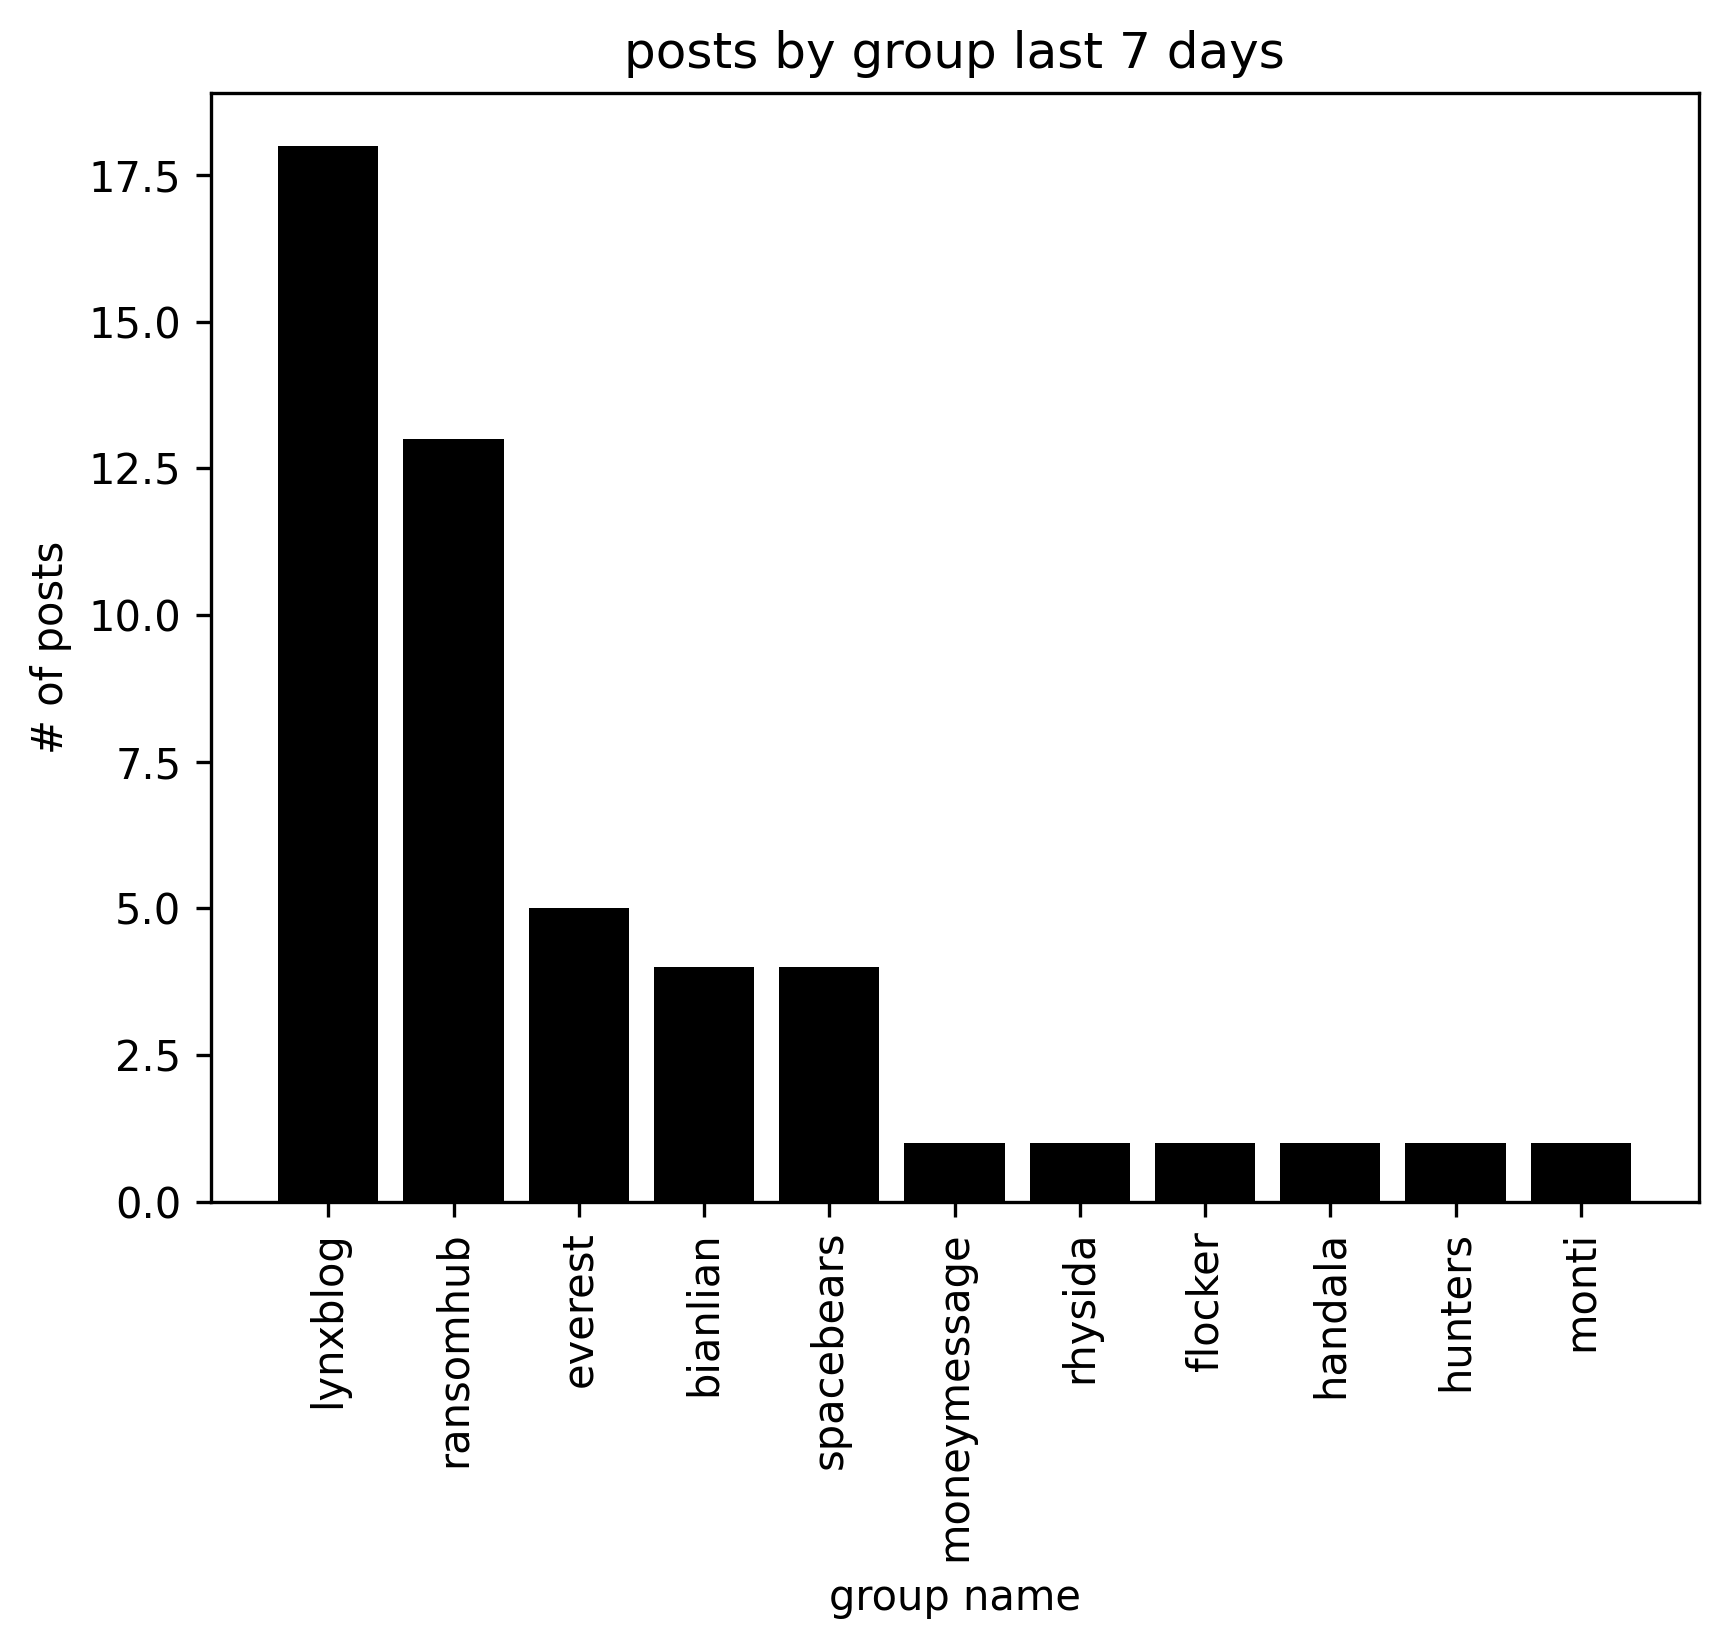 posts by group last 7 days
# of posts
17.5
15.0
12.5
10.0
7.5
5.0
2.5
0.0
lynxblog
ransomhub
everest
bianlian
spacebears
moneymessage
rhysida
flocker
handala
hunters
monti
group name